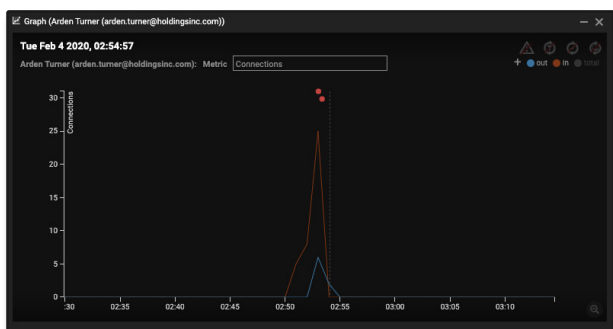 Graph (Arden Turner (arden.turner@holdingsinc.com))
Tue Feb 4 2020, 02:54:57
Arden Turner (arden.turner@holdingsinc.com): Metric Connections
+ out in total
Connections
30
25
20
15
10
5
0
:30 02:35 02:40 02:45 02:50 02:55 03:00 03:05 03:10